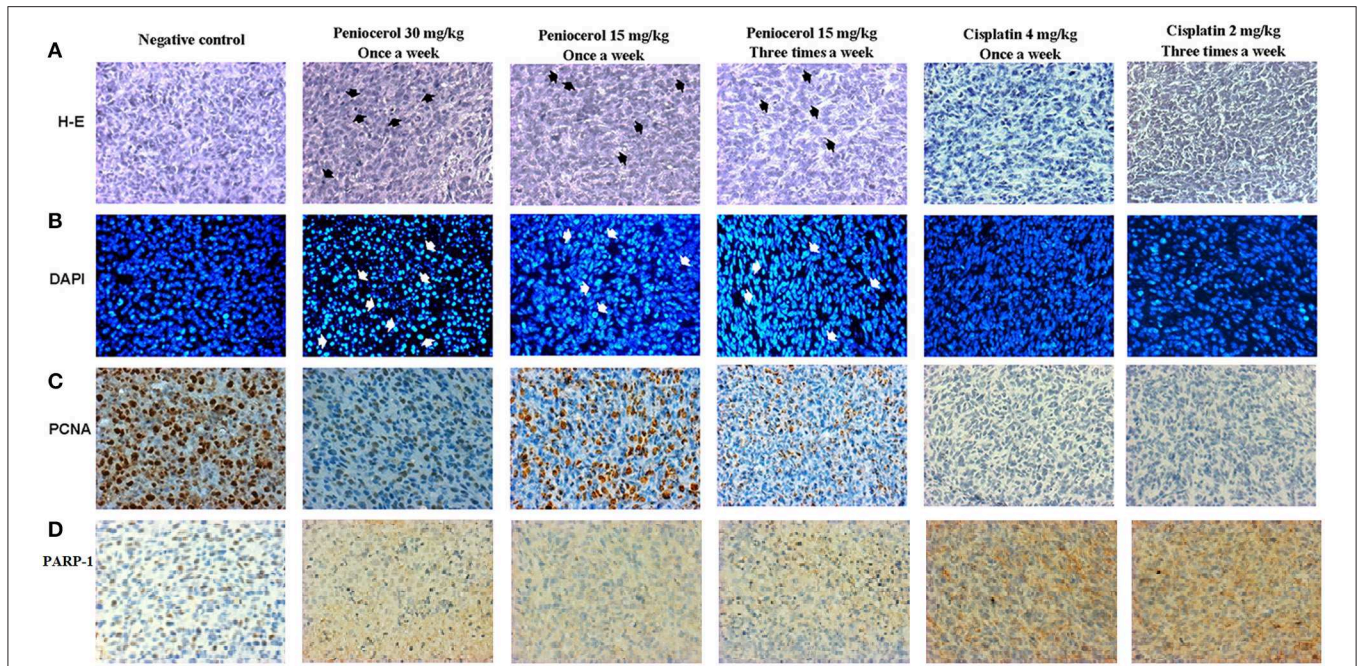 A
Negative control
Peniocerol 30 mg/kg
Once a week
Peniocerol 15 mg/kg
Once a week
Peniocerol 15 mg/kg
Three times a week
Cisplatin 4 mg/kg
Once a week
Cisplatin 2 mg/kg
Three times a week
H-E
B
DAPI
C
PCNA
D
PARP-1